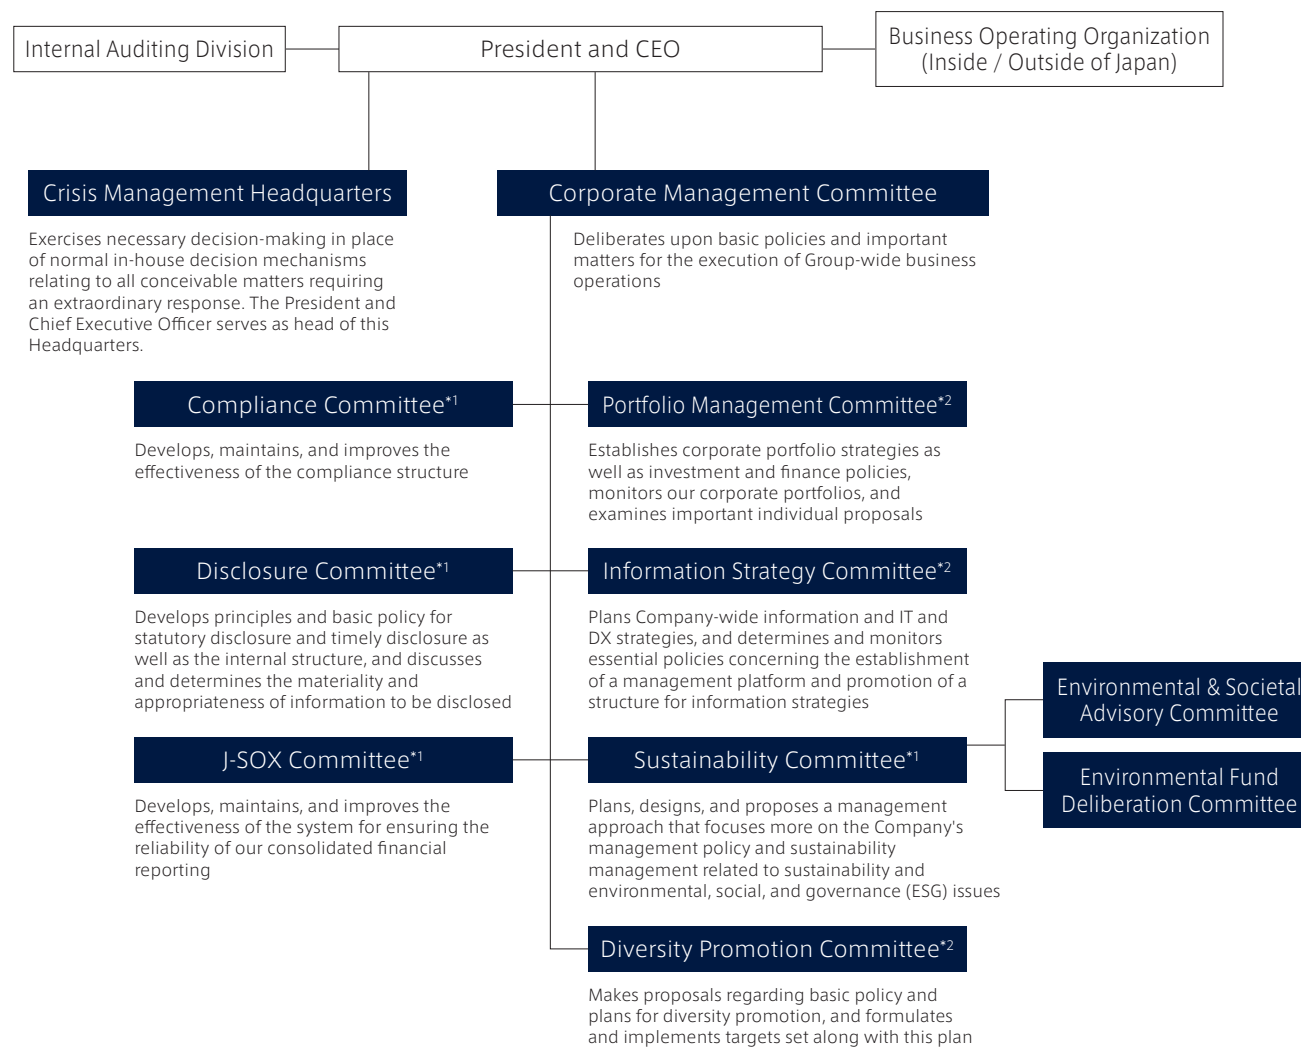 Internal Auditing Division
President and CEO
Business Operating Organization
(Inside / Outside of Japan)
Crisis Management Headquarters
Exercises necessary decision-making in place
of normal in-house decision mechanisms
relating to all conceivable matters requiring
an extraordinary response. The President and
Chief Executive Officer serves as head of this
Headquarters.
Corporate Management Committee
Deliberates upon basic policies and important
matters for the execution of Group-wide business
operations
Compliance Committee*1
Develops, maintains, and improves the
effectiveness of the compliance structure
Portfolio Management Committee*2
Establishes corporate portfolio strategies as
well as investment and finance policies,
monitors our corporate portfolios, and
examines important individual proposals
Disclosure Committee*1
Develops principles and basic policy for
statutory disclosure and timely disclosure as
well as the internal structure, and discusses
and determines the materiality and
appropriateness of information to be disclosed
Information Strategy Committee*2
Plans Company-wide information and IT and
DX strategies, and determines and monitors
essential policies concerning the establishment
of a management platform and promotion of a
structure for information strategies
J-SOX Committee*1
Develops, maintains, and improves the
effectiveness of the system for ensuring the
reliability of our consolidated financial
reporting
Sustainability Committee*1
Plans, designs, and proposes a management
approach that focuses more on the Company's
management policy and sustainability
management related to sustainability and
environmental, social, and governance (ESG) issues
Environmental & Societal
Advisory Committee
Environmental Fund
Deliberation Committee
Diversity Promotion Committee*2
Makes proposals regarding basic policy and
plans for diversity promotion, and formulates
and implements targets set along with this plan